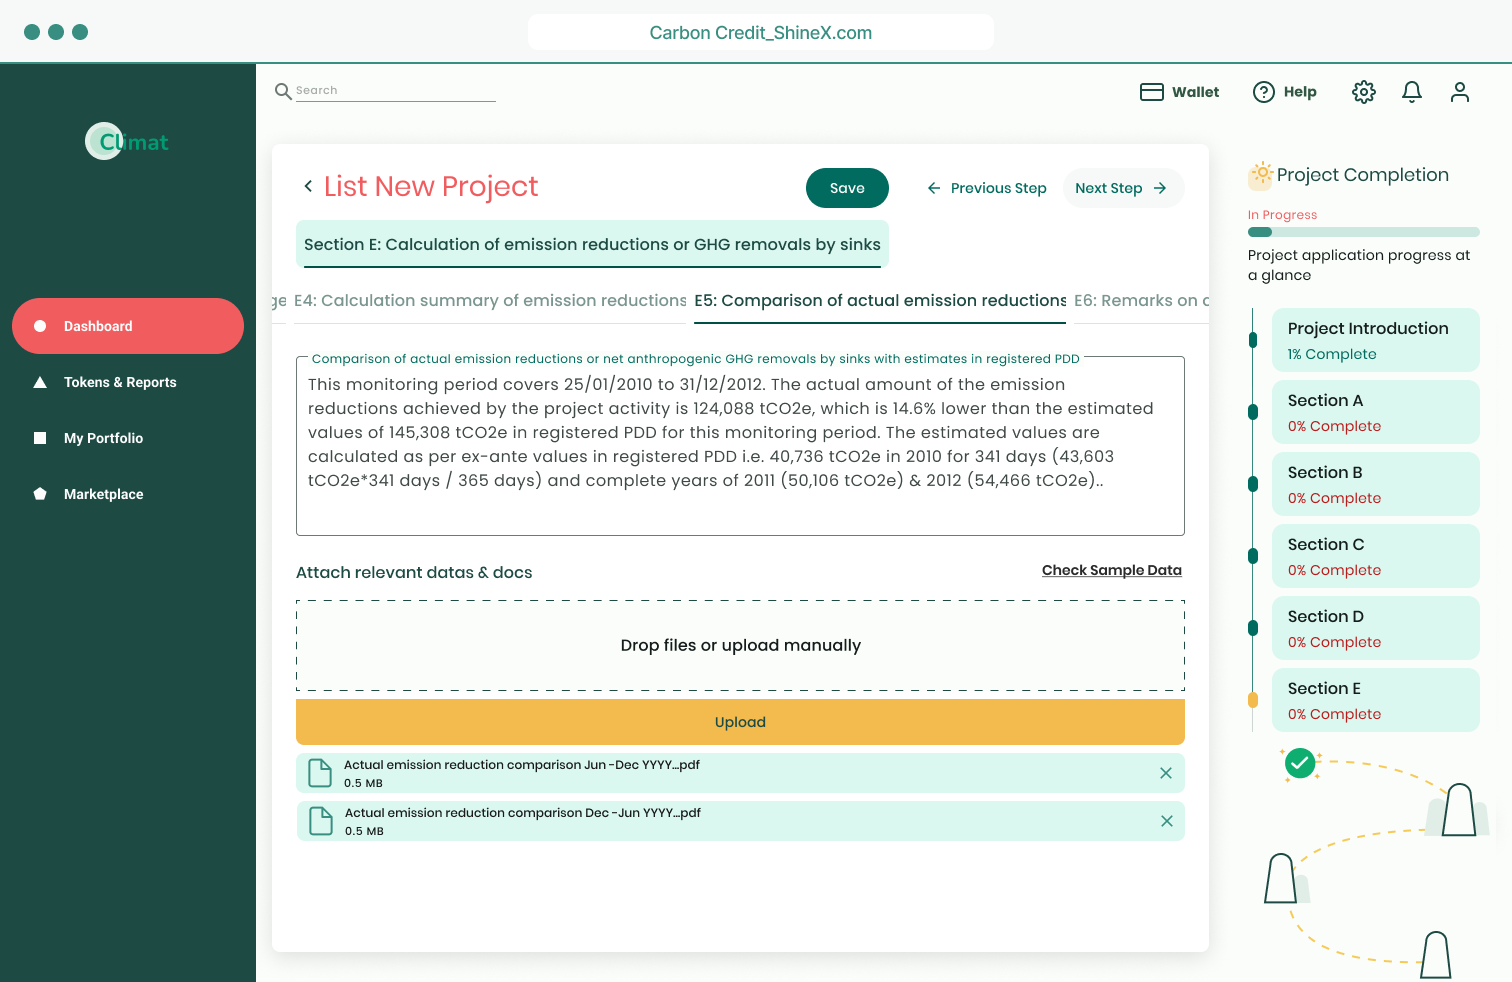 Carbon Credit_ShineX.com
Search
Wallet
Help
Climat
Dashboard
Tokens & Reports
My Portfolio
Marketplace
List New Project
Save
Previous Step
Next Step
Section E: Calculation of emission reductions or GHG removals by sinks
ge
E4: Calculation summary of emission reductions
E5: Comparison of actual emission reductions
E6: Remarks on
Comparison of actual emission reductions or net anthropogenic GHG removals by sinks with estimates in registered PDD
This monitoring period covers 25/01/2010 to 31/12/2012. The actual amount of the emission
reductions achieved by the project activity is 124,088 tCO2e, which is 14.6% lower than the estimated
values of 145,308 tCO2e in registered PDD for this monitoring period. The estimated values are
calculated as per ex-ante values in registered PDD i.e. 40,736 tCO2e in 2010 for 341 days (43,603
tCO2e*341 days / 365 days) and complete years of 2011 (50,106 tCO2e) & 2012 (54,466 tCO2e)..
Attach relevant datas & docs
Check Sample Data
Drop files or upload manually
Upload
Actual emission reduction comparison Jun -Dec YYYY...pdf
0.5 MB
Actual emission reduction comparison Dec -Jun YYYY...pdf
0.5 MB
Project Completion
In Progress
Project application progress at
a glance
Project Introduction
1% Complete
Section A
0% Complete
Section B
0% Complete
Section C
0% Complete
Section D
0% Complete
Section E
0% Complete